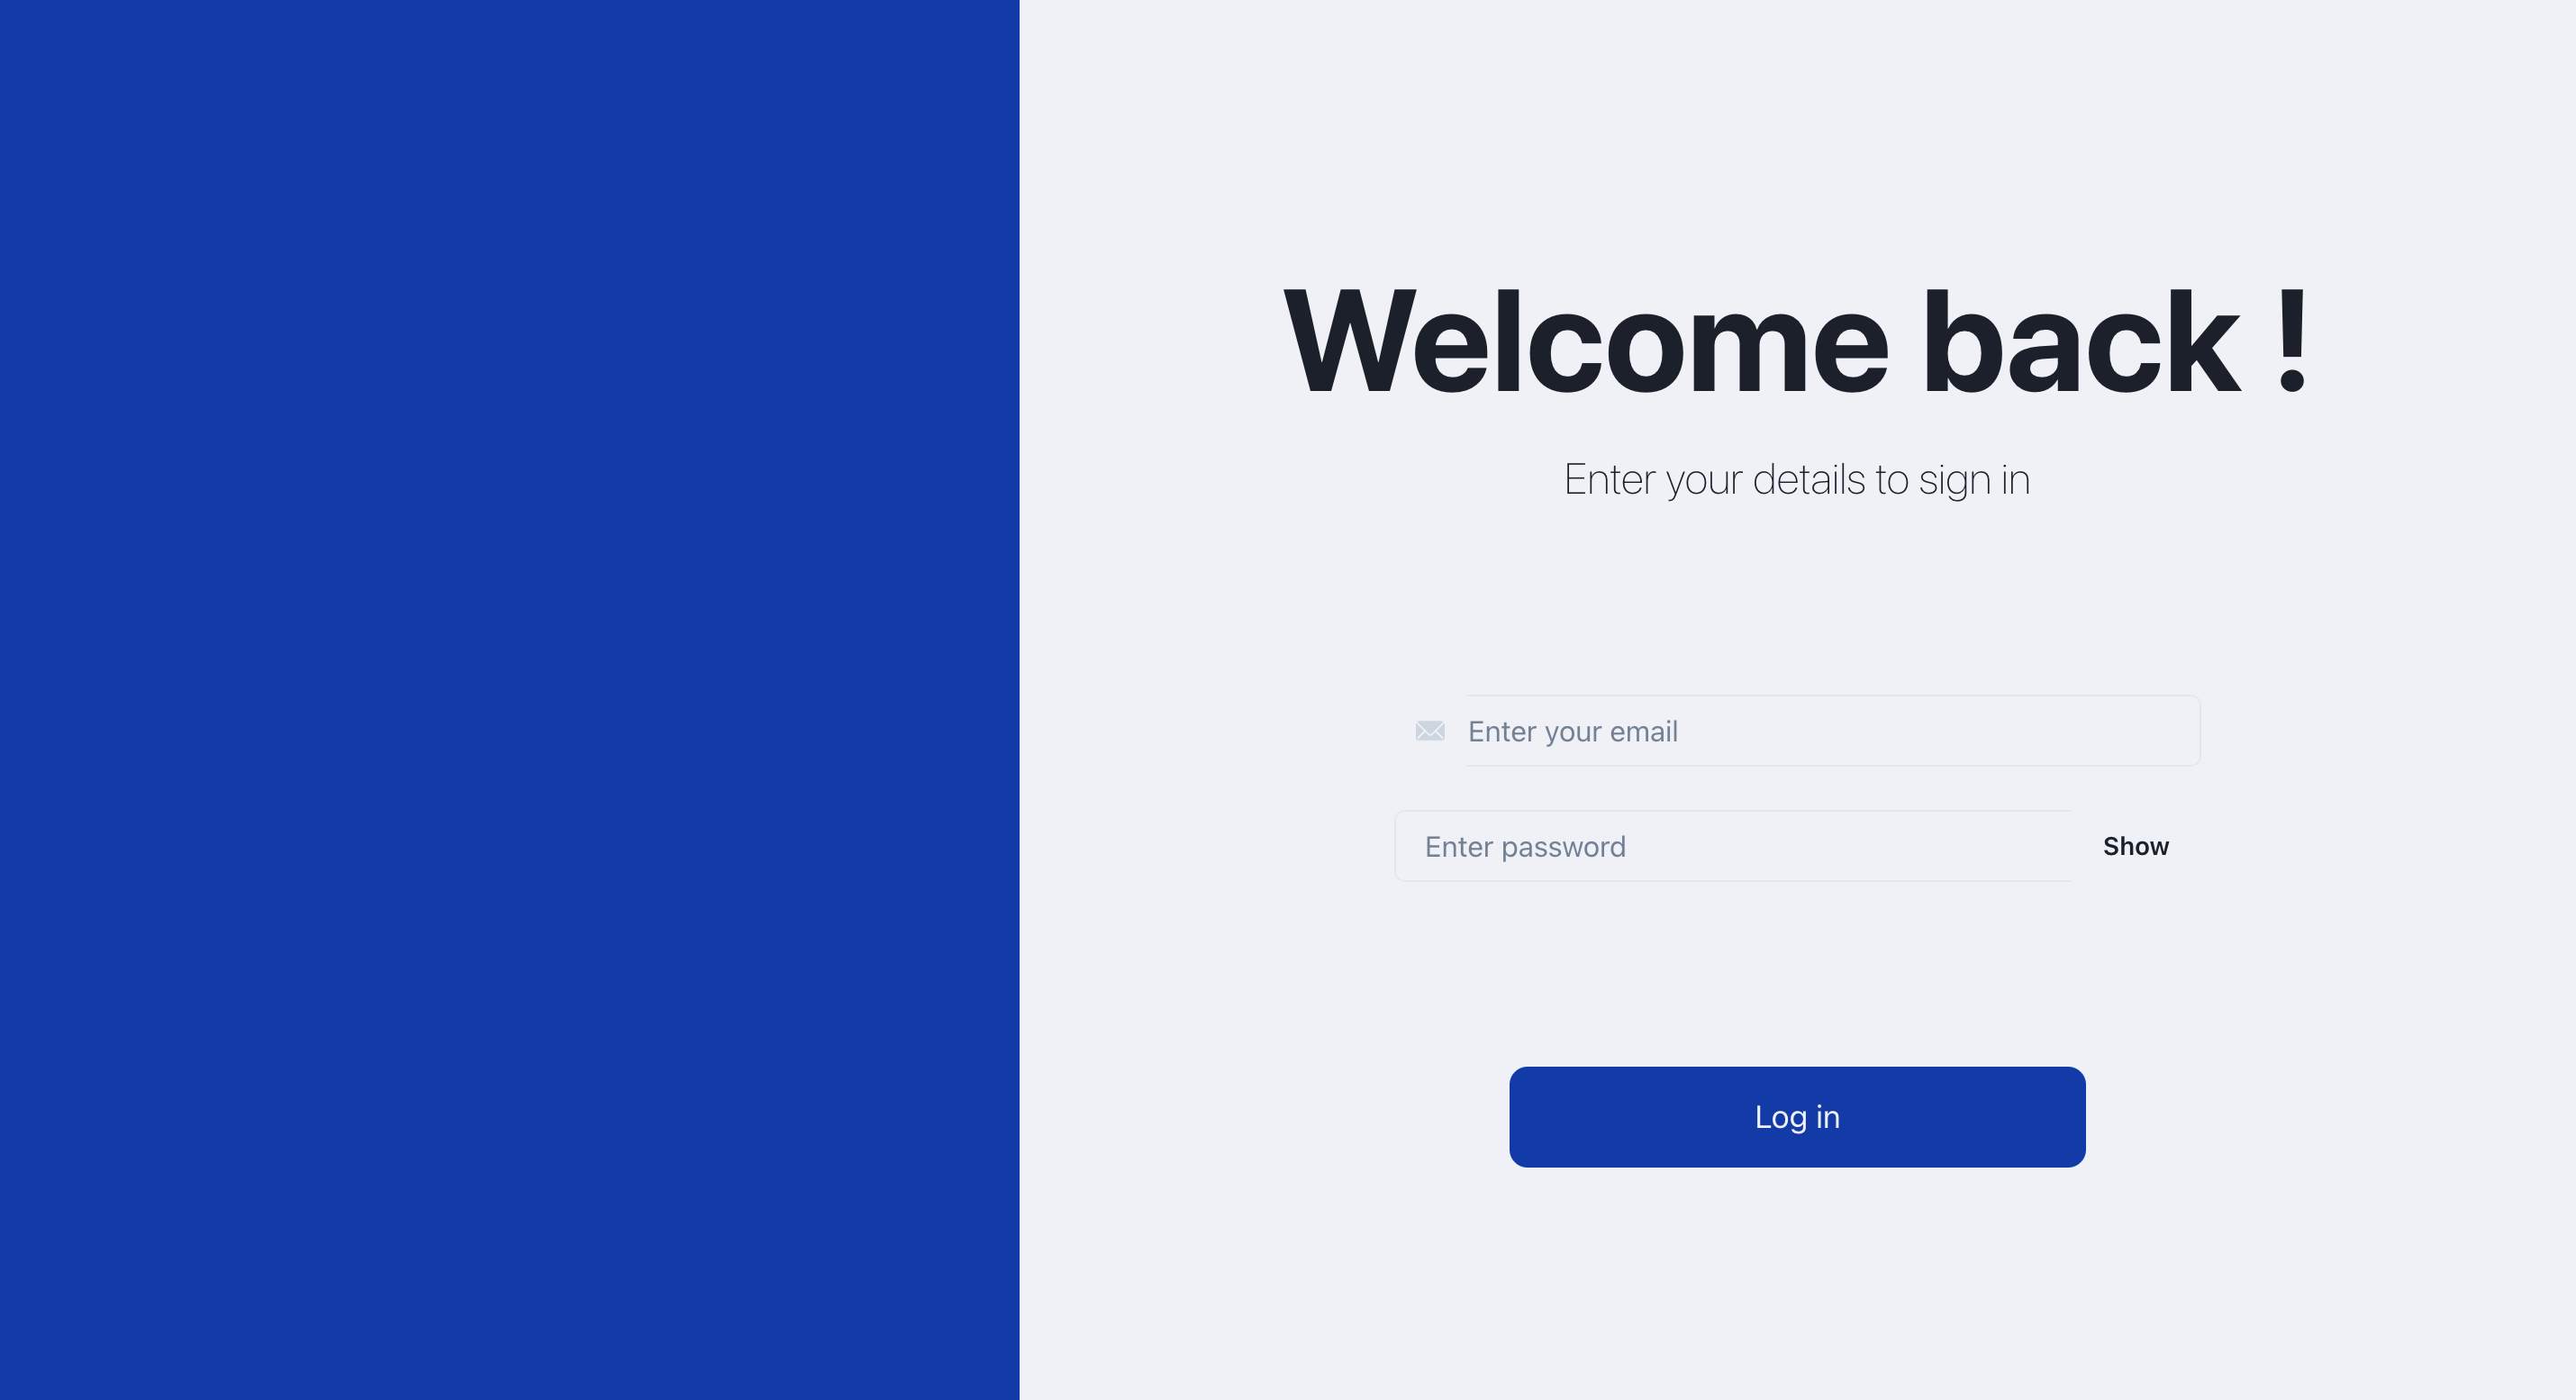 Welcome back !
Enter your details to sign in
Enter your email
Enter password
Show
Log in